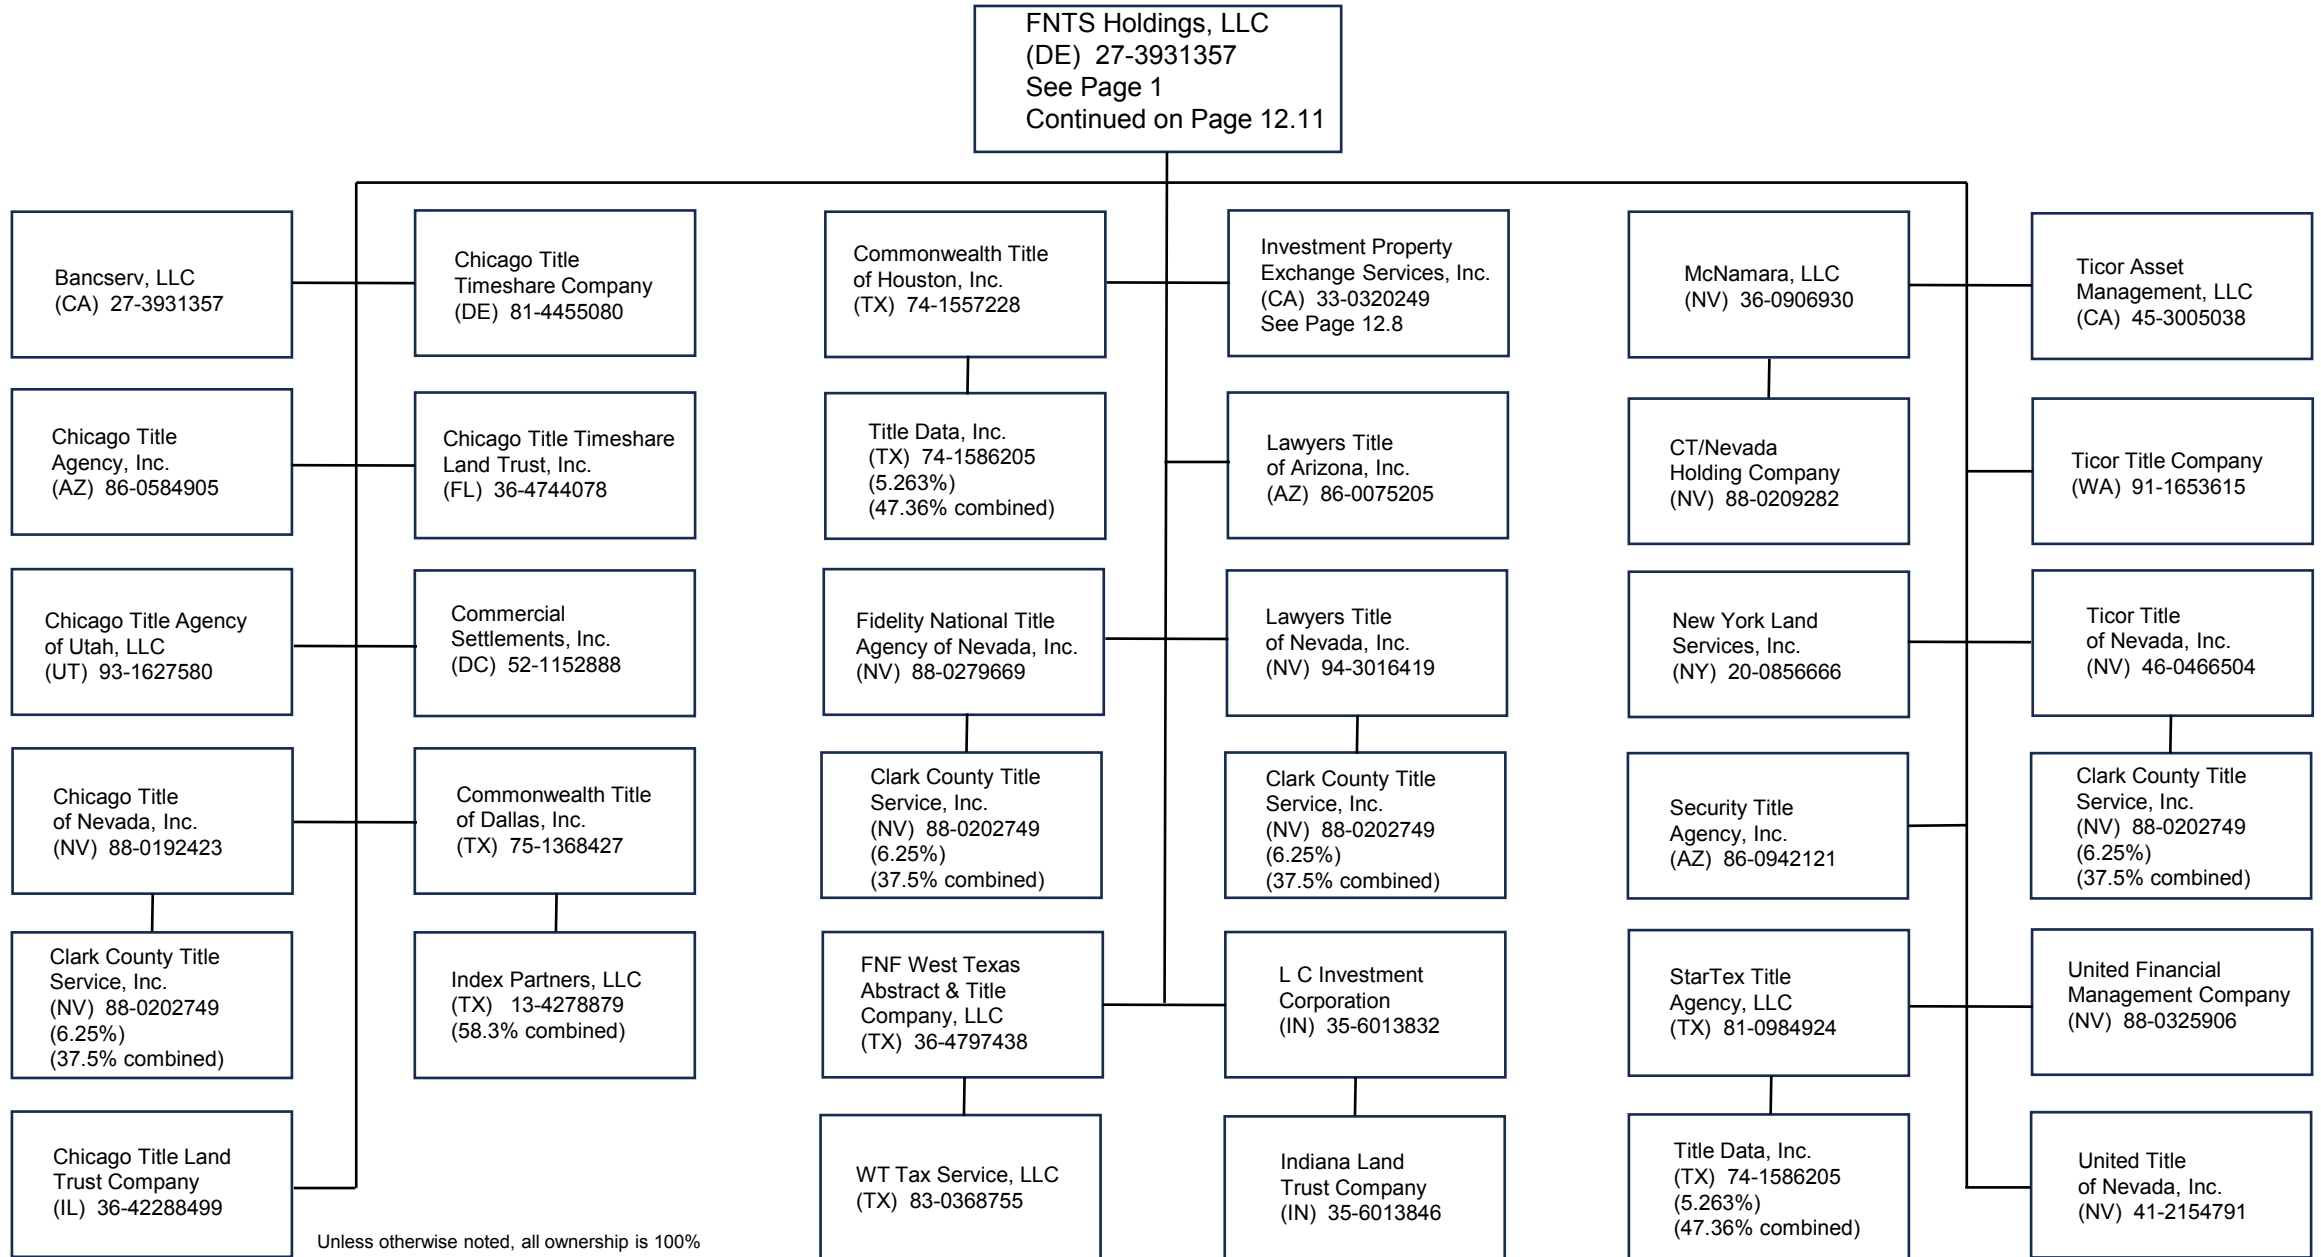 FNTS Holdings, LLC
(DE) 27-3931357
See Page 1
Continued on Page 12.11
Bancserv, LLC
(CA) 27-3931357
Chicago Title
Timeshare Company
(DE) 81-4455080
Commonwealth Title
of Houston, Inc.
(TX) 74-1557228
Investment Property
Exchange Services, Inc.
(CA) 33-0320249
See Page 12.8
McNamara, LLC
(NV) 36-0906930
Ticor Asset
Management, LLC
(CA) 45-3005038
Chicago Title
Agency, Inc.
(AZ) 86-0584905
Chicago Title Timeshare
Land Trust, Inc.
(FL) 36-4744078
Title Data, Inc.
(TX) 74-1586205
(5.263%)
(47.36% combined)
Lawyers Title
of Arizona, Inc.
(AZ) 86-0075205
CT/Nevada
Holding Company
(NV) 88-0209282
Ticor Title Company
(WA) 91-1653615
Chicago Title Agency
of Utah, LLC
(UT) 93-1627580
Commercial
Settlements, Inc.
(DC) 52-1152888
Fidelity National Title
Agency of Nevada, Inc.
(NV) 88-0279669
Lawyers Title
of Nevada, Inc.
(NV) 94-3016419
New York Land
Services, Inc.
(NY) 20-0856666
Ticor Title
of Nevada, Inc.
(NV) 46-0466504
Chicago Title
of Nevada, Inc.
(NV) 88-0192423
Commonwealth Title
of Dallas, Inc.
(TX) 75-1368427
Clark County Title
Service, Inc.
(NV) 88-0202749
(6.25%)
(37.5% combined)
Clark County Title
Service, Inc.
(NV) 88-0202749
(6.25%)
(37.5% combined)
Security Title
Agency, Inc.
(AZ) 86-0942121
Clark County Title
Service, Inc.
(NV) 88-0202749
(6.25%)
(37.5% combined)
Clark County Title
Service, Inc.
(NV) 88-0202749
(6.25%)
(37.5% combined)
Index Partners, LLC
(TX) 13-4278879
(58.3% combined)
FNF West Texas
Abstract & Title
Company, LLC
(TX) 36-4797438
L C Investment
Corporation
(IN) 35-6013832
StarTex Title
Agency, LLC
(TX) 81-0984924
United Financial
Management Company
(NV) 88-0325906
Chicago Title Land
Trust Company
(IL) 36-42288499
WT Tax Service, LLC
(TX) 83-0368755
Indiana Land
Trust Company
(IN) 35-6013846
Title Data, Inc.
(TX) 74-1586205
(5.263%)
(47.36% combined)
United Title
of Nevada, Inc.
(NV) 41-2154791
Unless otherwise noted, all ownership is 100%